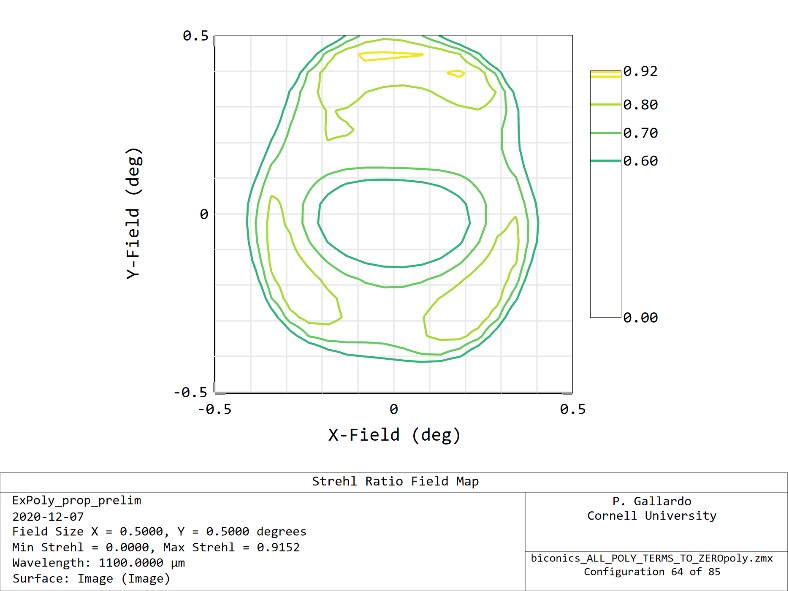 0.5
0
-0.5
Y-Field (deg)
-0.5
0
0.5
X-Field (deg)
0.92
0.80
0.70
0.60
0.00
Strehl Ratio Field Map
ExPoly_prop_prelim
2020-12-07
Field Size X = 0.5000, Y = 0.5000 degrees
Min Strehl = 0.0000, Max Strehl = 0.9152
Wavelength: 1100.0000 µm
Surface: Image (Image)
P. Gallardo
Cornell University
biconics_ALL_POLY_TERMS_TO_ZEROpoly.zmx
Configuration 64 of 85